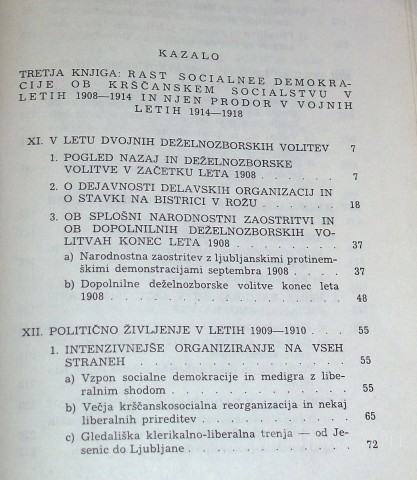 KAZALO
TRETJA KNJIGA: RAST SOCIALNEE DEMOKRA-
CIJE OB KRŠČANSKEM SOCIALSTVU V
LETIH 1908—1914 IN NJEN PRODOR V VOJNIH
LETIH 1914—1918
XI. V LETU DVOJNIH DEŽELNOZBORSKIH VOLITEV 7
1. POGLED NAZAJ IN DEŽELNOZBORSKE
VOLITVE V ZAČETKU LETA 1908 . . . . . . 7
2. O DEJAVNOSTI DELAVSKIH ORGANIZACIJ IN
O STAVKI NA BISTRICI V ROŽU . . . . . . 18
3. OB SPLOŠNI NARODNOSTNI ZAOSTRITVI IN
OB DOPOLNILNIH DEŽELNOZBORSKIH VO-
LITVAH KONEC LETA 1908 . . . . . . . . 37
a) Narodnostna zaostritev z ljubljanskimi protinem-
škimi demonstracijami septembra 1908 . . . . 37
b) Dopolnilne deželnozborske volitve konec leta
1908 . . . . . . . . . . . . . . . 48
XII. POLITIČNO ŽIVLJENJE V LETIH 1909—1910 . . . 55
1. INTENZIVNEJŠE ORGANIZIRANJE NA VSEH
STRANEH . . . . . . . . . . . . . 55
a) Vzpon socialne demokracije in medigra z libe-
ralnim shodom . . . . . . . . . . . . 55
b) Večja krščanskosocialna reorganizacija in nekaj
liberalnih prireditev . . . . . . . . . . 65
c) Gledališka klerikalno-liberalna trenja — od Je-
senic do Ljubljane . . . . . . . . . . . 72